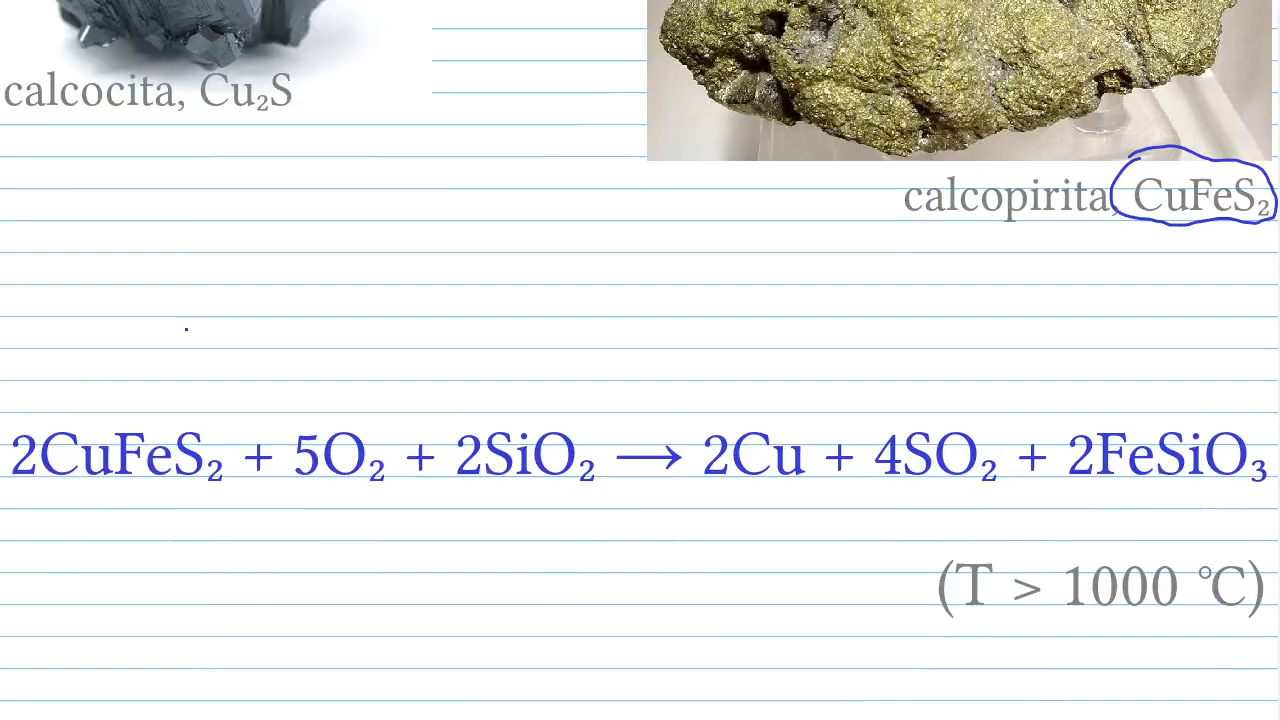 calcocita, Cu₂S
calcopirita, CuFeS₂
2CuFeS₂ + 5O₂ + 2SiO₂ ⟶ 2Cu + 4SO₂ + 2FeSiO₃
(T > 1000 ℃)